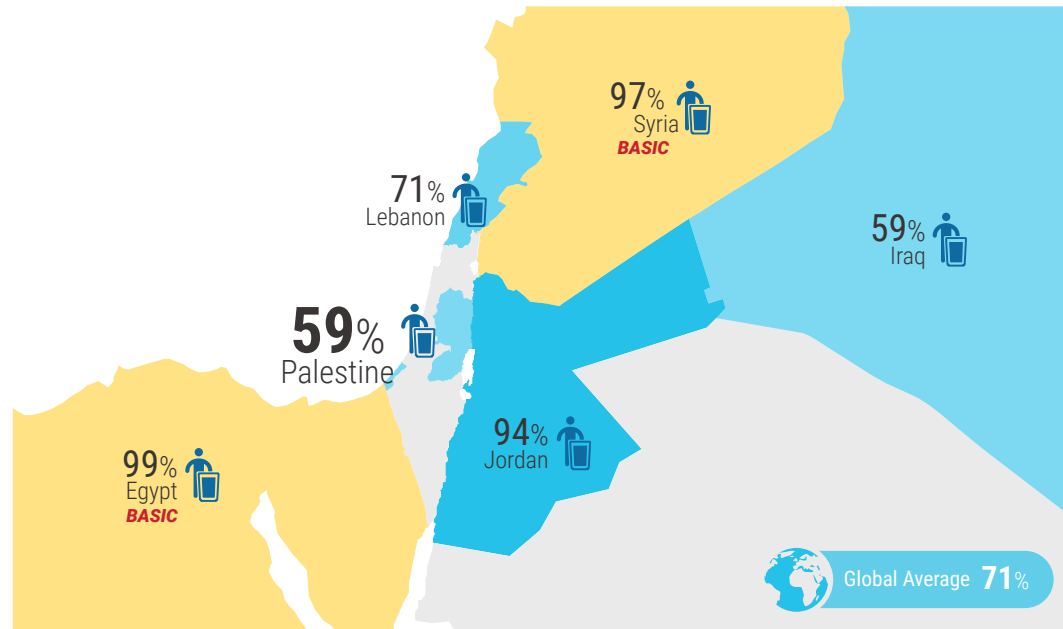 97%
Syria
BASIC
71%
Lebanon
59%
Iraq
59%
Palestine
94%
Jordan
99%
Egypt
BASIC
Global Average 71%